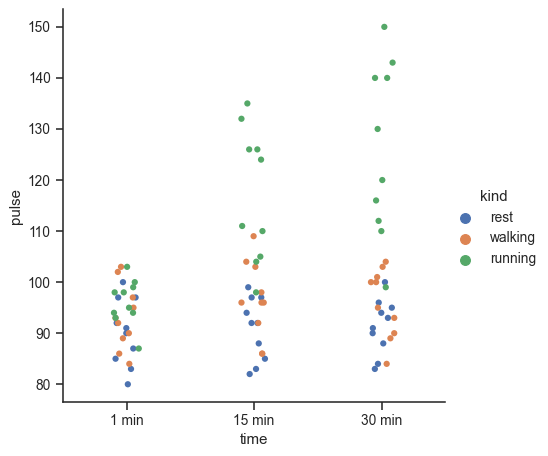 150
140
130
120
110
100
90
80
pulse
1 min 15 min 30 min
time
kind
rest
walking
running